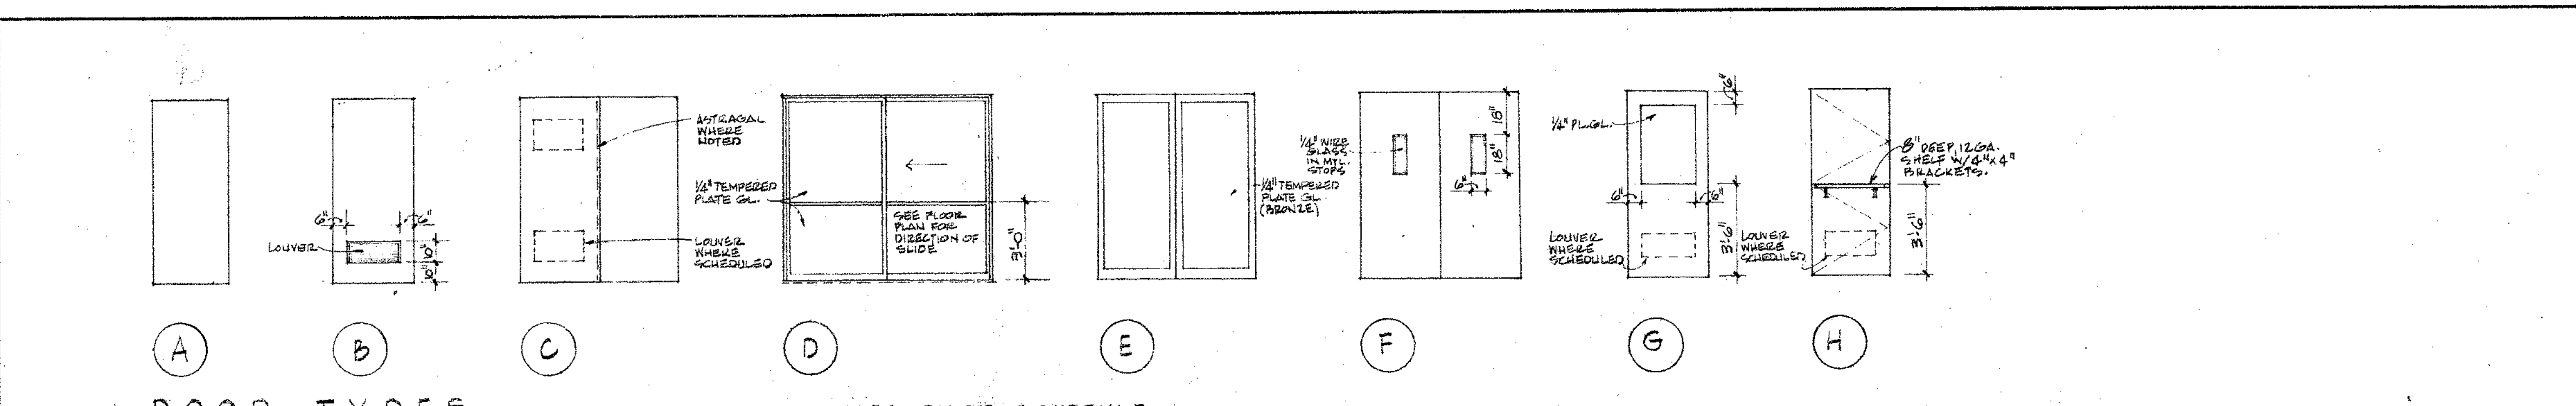 6"
6"
LOUVER
10"
10"
A
B
ASTRAGAL
WHERE
NOTED
LOUVER
WHERE
SCHEDULED
C
1/4" TEMPERED
PLATE GL.
SEE FLOOR
PLAN FOR
DIRECTION OF
SLIDE
3'-0"
D
1/4" TEMPERED
PLATE GL.
(BRONZE)
E
1/4" WIRE
GLASS
IN MTL.
STOPS
18"
18"
6"
F
6"
1/4" PL.GL.
6"
6"
LOUVER
WHERE
SCHEDULED
3'-6"
G
8" DEEP, 12 GA.
SHELF W/4"X4"
BRACKETS.
LOUVER
WHERE
SCHEDULED
3'-6"
H
DOOR TYPES